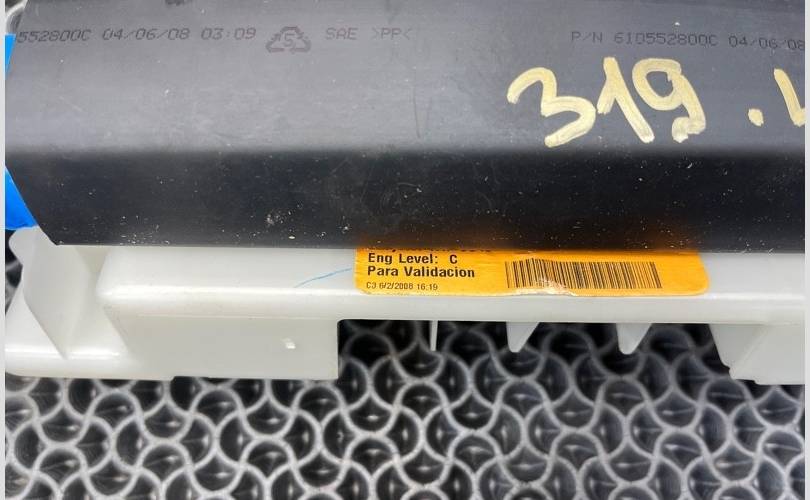 552800C 04/06/08 03:09 5 SAE >PP< P/N 610552800C 04/06/08
319.
Eng Level: C
Para Validacion
C3 6/2/2008 16:19